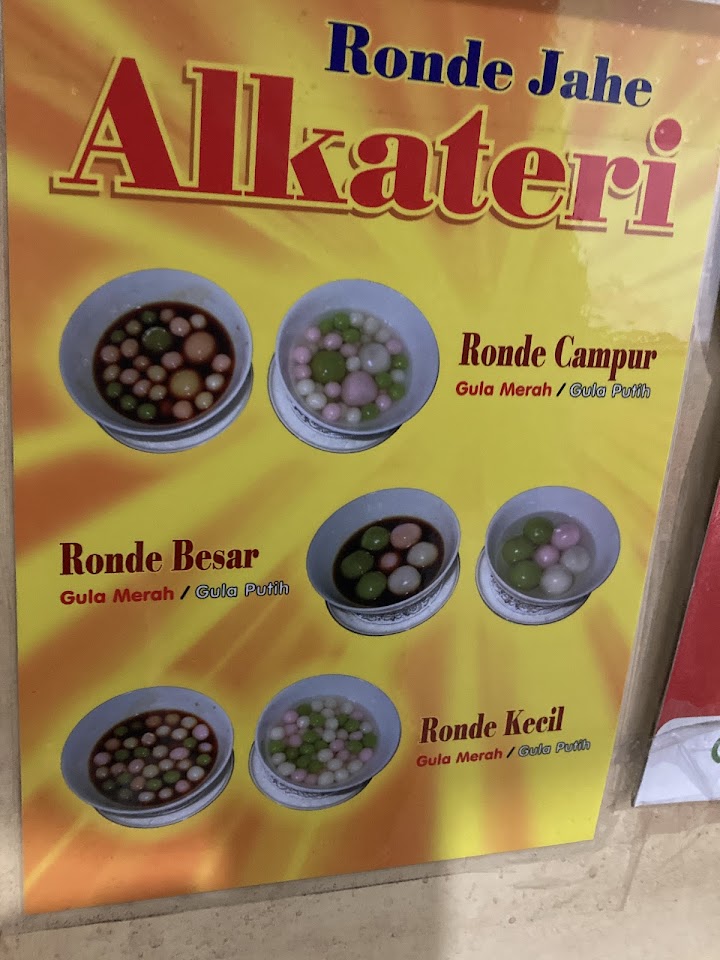 Ronde Jahe
Alkateri
Ronde Campur
Gula Merah / Gula Putih
Ronde Besar
Gula Merah / Gula Putih
Ronde Kecil
Gula Merah / Gula Putih